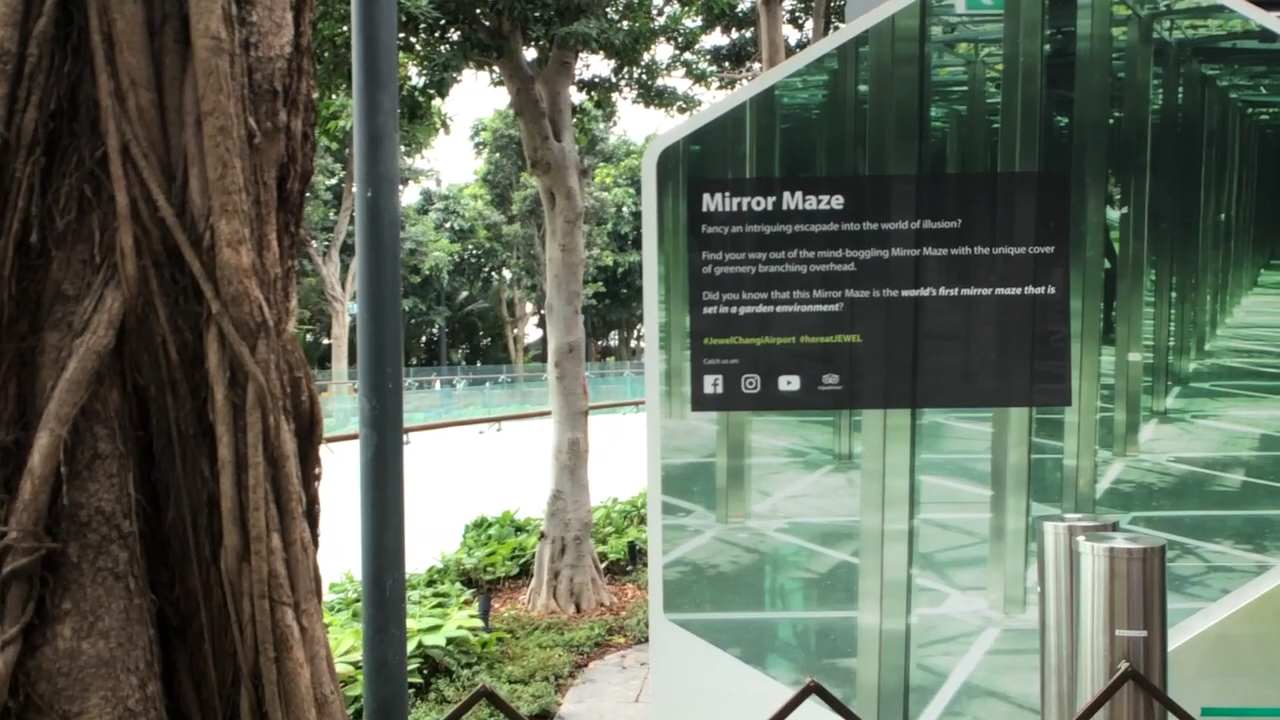 Mirror Maze
Fancy an intriguing escapade into the world of illusion?
Find your way out of the mind-boggling Mirror Maze with the unique cover
of greenery branching overhead.
Did you know that this Mirror Maze is the world's first mirror maze that is
set in a garden environment?
#JewelChangiAirport #hereatJEWEL
Catch us on:
tripadvisor